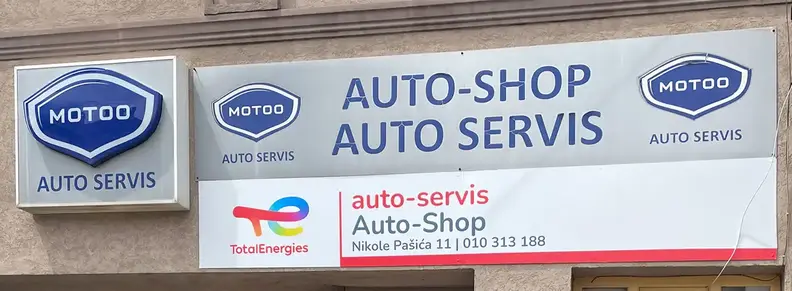 MOTOO
AUTO SERVIS
MOTOO
AUTO SERVIS
AUTO-SHOP
AUTO SERVIS
MOTOO
AUTO SERVIS
TotalEnergies
auto-servis
Auto-Shop
Nikole Pašića 11 | 010 313 188